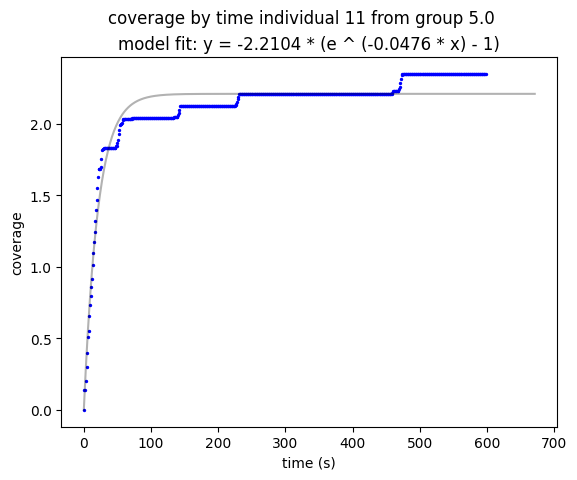 coverage by time individual 11 from group 5.0
model fit: y = -2.2104 * (e ^ (-0.0476 * x) - 1)
2.0
1.5
1.0
0.5
0.0
coverage
0 100 200 300 400 500 600 700
time (s)